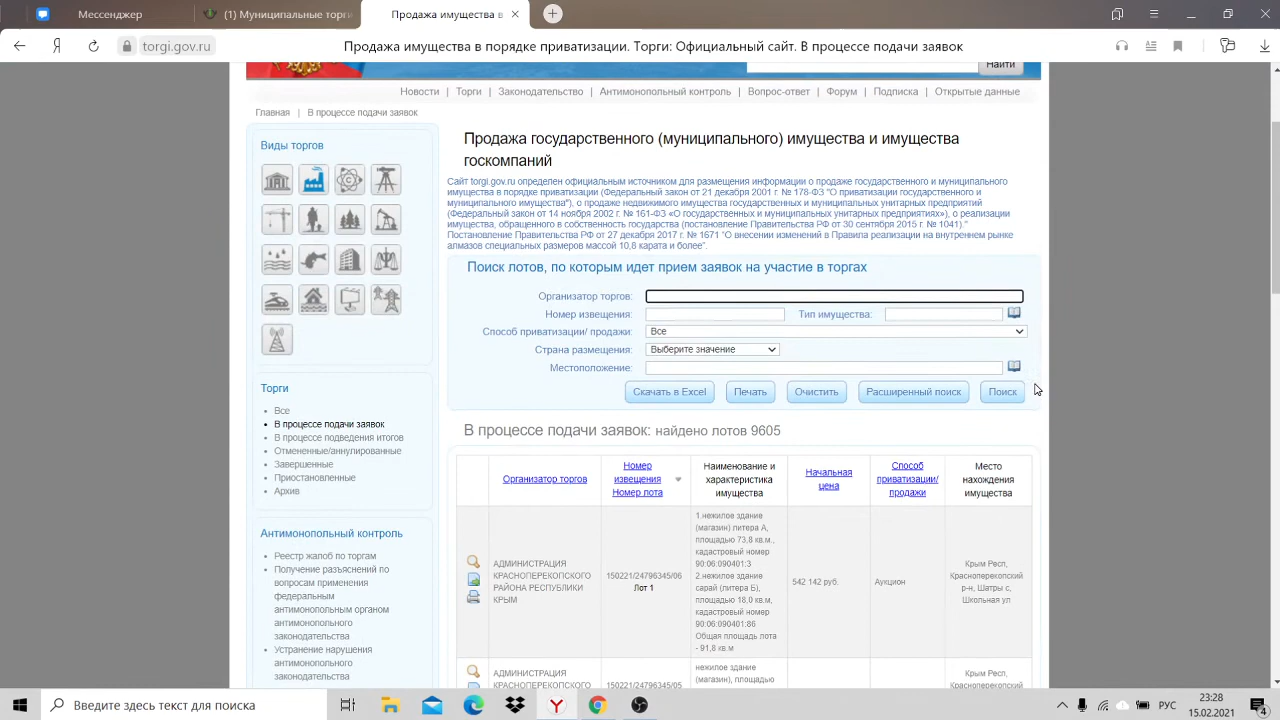 Мессенджер
(1) Муниципальные
Продажа имущества в
torgi.gov.ru
Продажа имущества в порядке приватизации. Торги: Официальный сайт. В процессе подачи заявок
Найти
Новости | Торги | Законодательство | Антимонопольный контроль | Вопрос-ответ | Форум | Подписка | Открытые данные
Главная | В процессе подачи заявок
Виды торгов
Торги
Все
В процессе подачи заявок
В процессе подведения итогов
Отмененные/аннулированные
Завершенные
Приостановленные
Архив
Антимонопольный контроль
Реестр жалоб по торгам
Получение разъяснений по
вопросам применения
федеральным
антимонопольным органом
антимонопольного
законодательства
Устранение нарушения
антимонопольного
законодательства
Продажа государственного (муниципального) имущества и имущества
госкомпаний
Сайт torgi.gov.ru определен официальным источником для размещения информации о продаже государственного и муниципального
имущества в порядке приватизации (Федеральный закон от 21 декабря 2001 г. № 178-ФЗ "О приватизации государственного и
муниципального имущества"), о продаже недвижимого имущества государственных и муниципальных унитарных предприятий
(Федеральный закон от 14 ноября 2002 г. № 161-ФЗ «О государственных и муниципальных унитарных предприятиях»), о реализации
имущества, обращенного в собственность государства (постановление Правительства РФ от 30 сентября 2015 г. № 1041)
Постановление Правительства РФ от 27 декабря 2017 г. № 1671 "О внесении изменений в Правила реализации на внутреннем рынке
алмазов специальных размеров массой 10,8 карата и более".
Поиск лотов, по которым идет прием заявок на участие в торгах
Организатор торгов:
Номер извещения: Тип имущества:
Способ приватизации/ продажи: Все
Страна размещения: Выберите значение
Местоположение:
Скачать в Excel Печать Очистить Расширенный поиск Поиск
В процессе подачи заявок: найдено лотов 9605
Организатор торгов
Номер
извещения
Номер лота
Наименование и
характеристика
имущества
Начальная
цена
Способ
приватизации/
продажи
Место
нахождения
имущества
АДМИНИСТРАЦИЯ
КРАСНОПЕРЕКОПСКОГО
РАЙОНА РЕСПУБЛИКИ
КРЫМ
150221/24796345/06
Лот 1
1.нежилое здание
(магазин) литера А,
площадью 73,8 кв.м.,
кадастровый номер
90:06:090401:3
2.нежилое здание
сарай (литера Б),
площадью 18.0 кв.м,
кадастровый номер
90:06:090401:86
Общая площадь лота
- 91,8 кв.м
542 142 руб.
Аукцион
Крым Респ,
Красноперекопский
р-н, Шатры с,
Школьная ул
АДМИНИСТРАЦИЯ
КРАСНОПЕРЕКОПСКОГО
150221/24796345/05
нежилое здание
(магазин), площадью
Крым Респ,
Красноперекопский
Введите здесь текст для поиска
РУС
23:28
15.02.2021
4